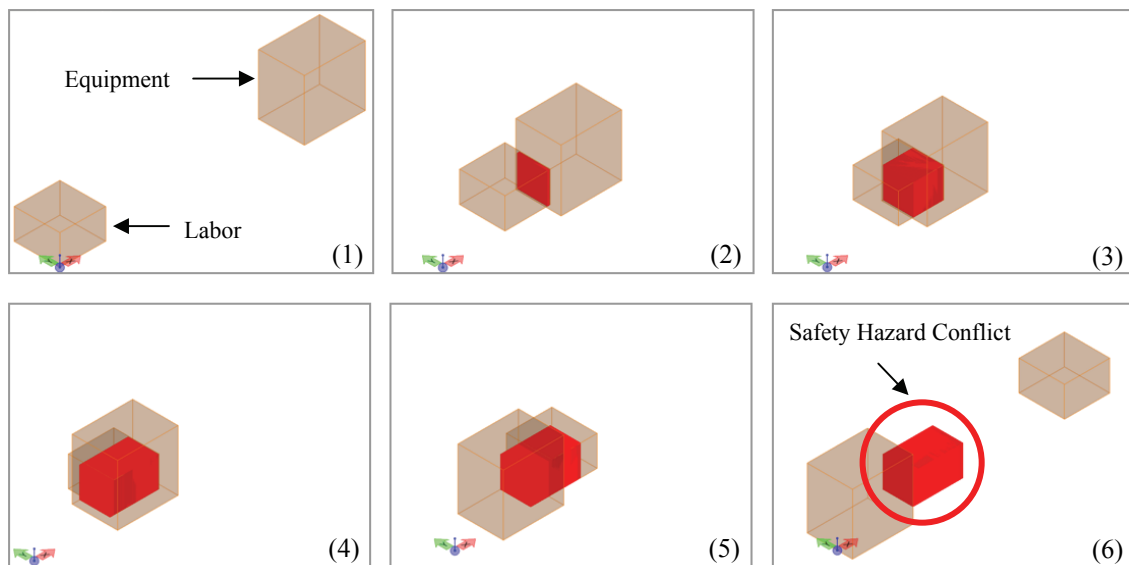 Equipment
Labor
(1)
(2)
(3)
(4)
(5)
Safety Hazard Conflict
(6)